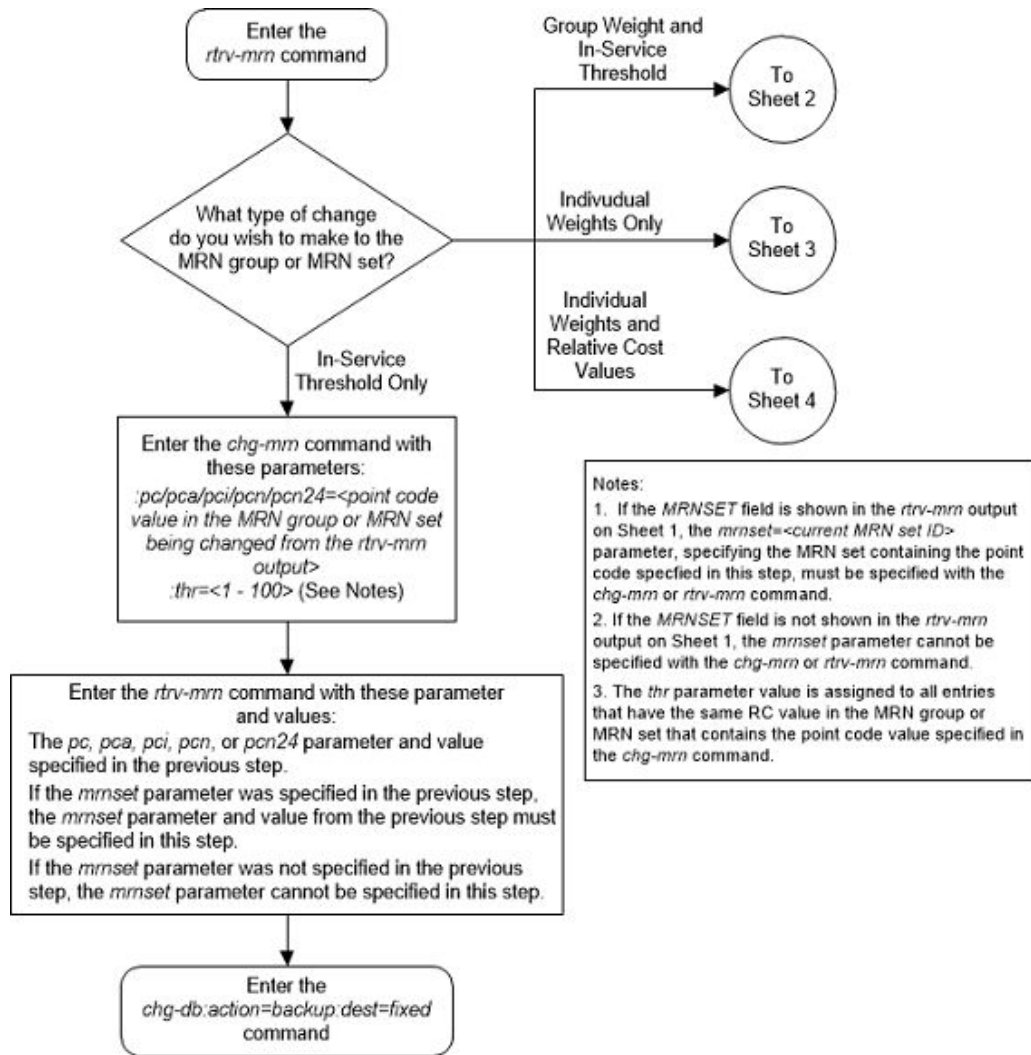 Enter the
rtrv-mrn command
What type of change
do you wish to make to the
MRN group or MRN set?
Group Weight and
In-Service
Threshold
To
Sheet 2
Indivudual
Weights Only
To
Sheet 3
Individual
Weights and
Relative Cost
Values
To
Sheet 4
In-Service
Threshold Only
Enter the chg-mrn command with
these parameters:
:pc/pca/pci/pcn/pcn24=<point code
value in the MRN group or MRN set
being changed from the rtrv-mrn
output>
:thr=<1 - 100> (See Notes)
Enter the rtrv-mrn command with these parameter
and values:
The pc, pca, pci, pcn, or pcn24 parameter and value
specified in the previous step.
If the mrnset parameter was specified in the previous step,
the mrnset parameter and value from the previous step must
be specified in this step.
If the mrnset parameter was not specified in the previous
step, the mrnset parameter cannot be specified in this step.
Enter the
chg-db:action=backup:dest=fixed
command
Notes:
1. If the MRNSET field is shown in the rtrv-mrn output
on Sheet 1, the mrnset=<current MRN set ID>
parameter, specifying the MRN set containing the point
code specfied in this step, must be specified with the
chg-mrn or rtrv-mrn command.
2. If the MRNSET field is not shown in the rtrv-mrn
output on Sheet 1, the mrnset parameter cannot be
specified with the chg-mrn or rtrv-mrn command.
3. The thr parameter value is assigned to all entries
that have the same RC value in the MRN group or
MRN set that contains the point code value specified in
the chg-mrn command.